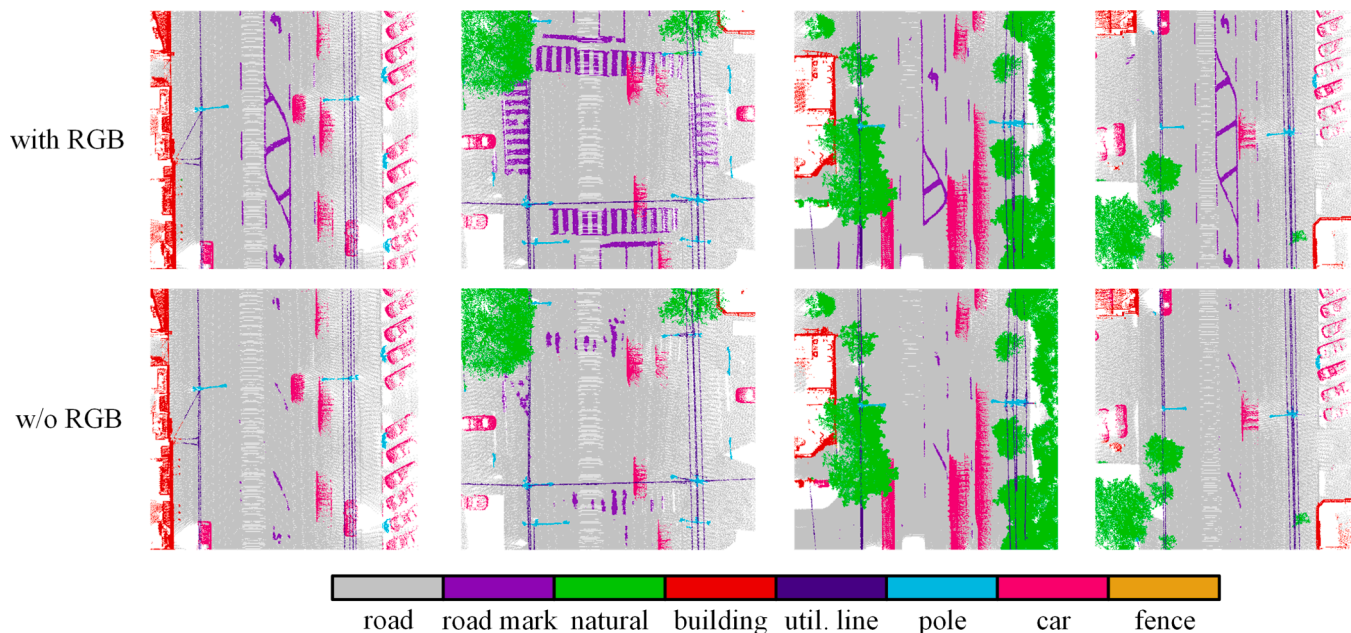 with RGB
w/o RGB
road road mark natural building util. line pole car fence